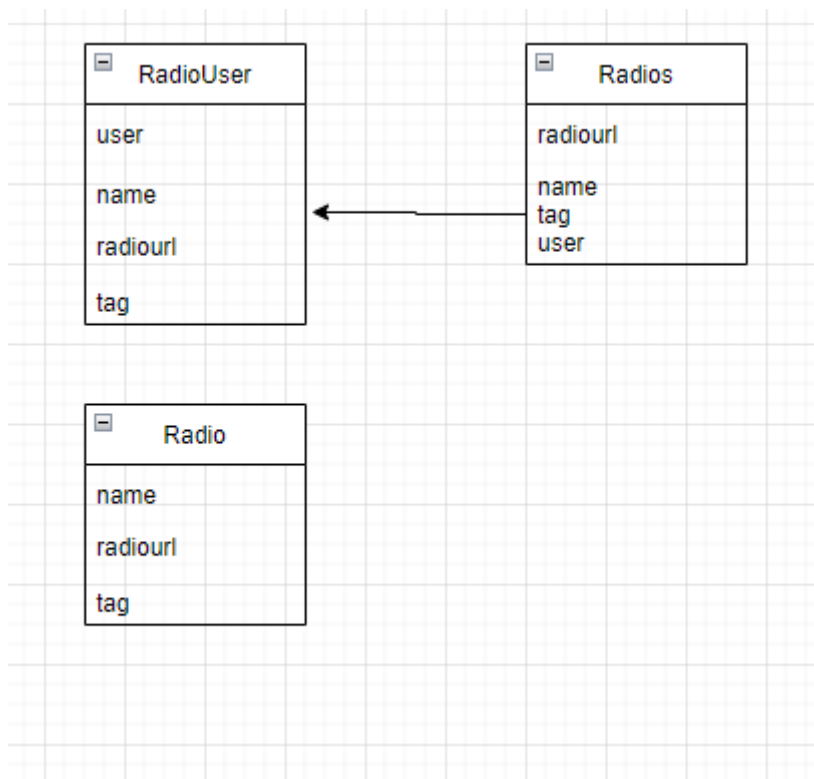 RadioUser
user
name
radiourl
tag
Radios
radiourl
name
tag
user
Radio
name
radiourl
tag